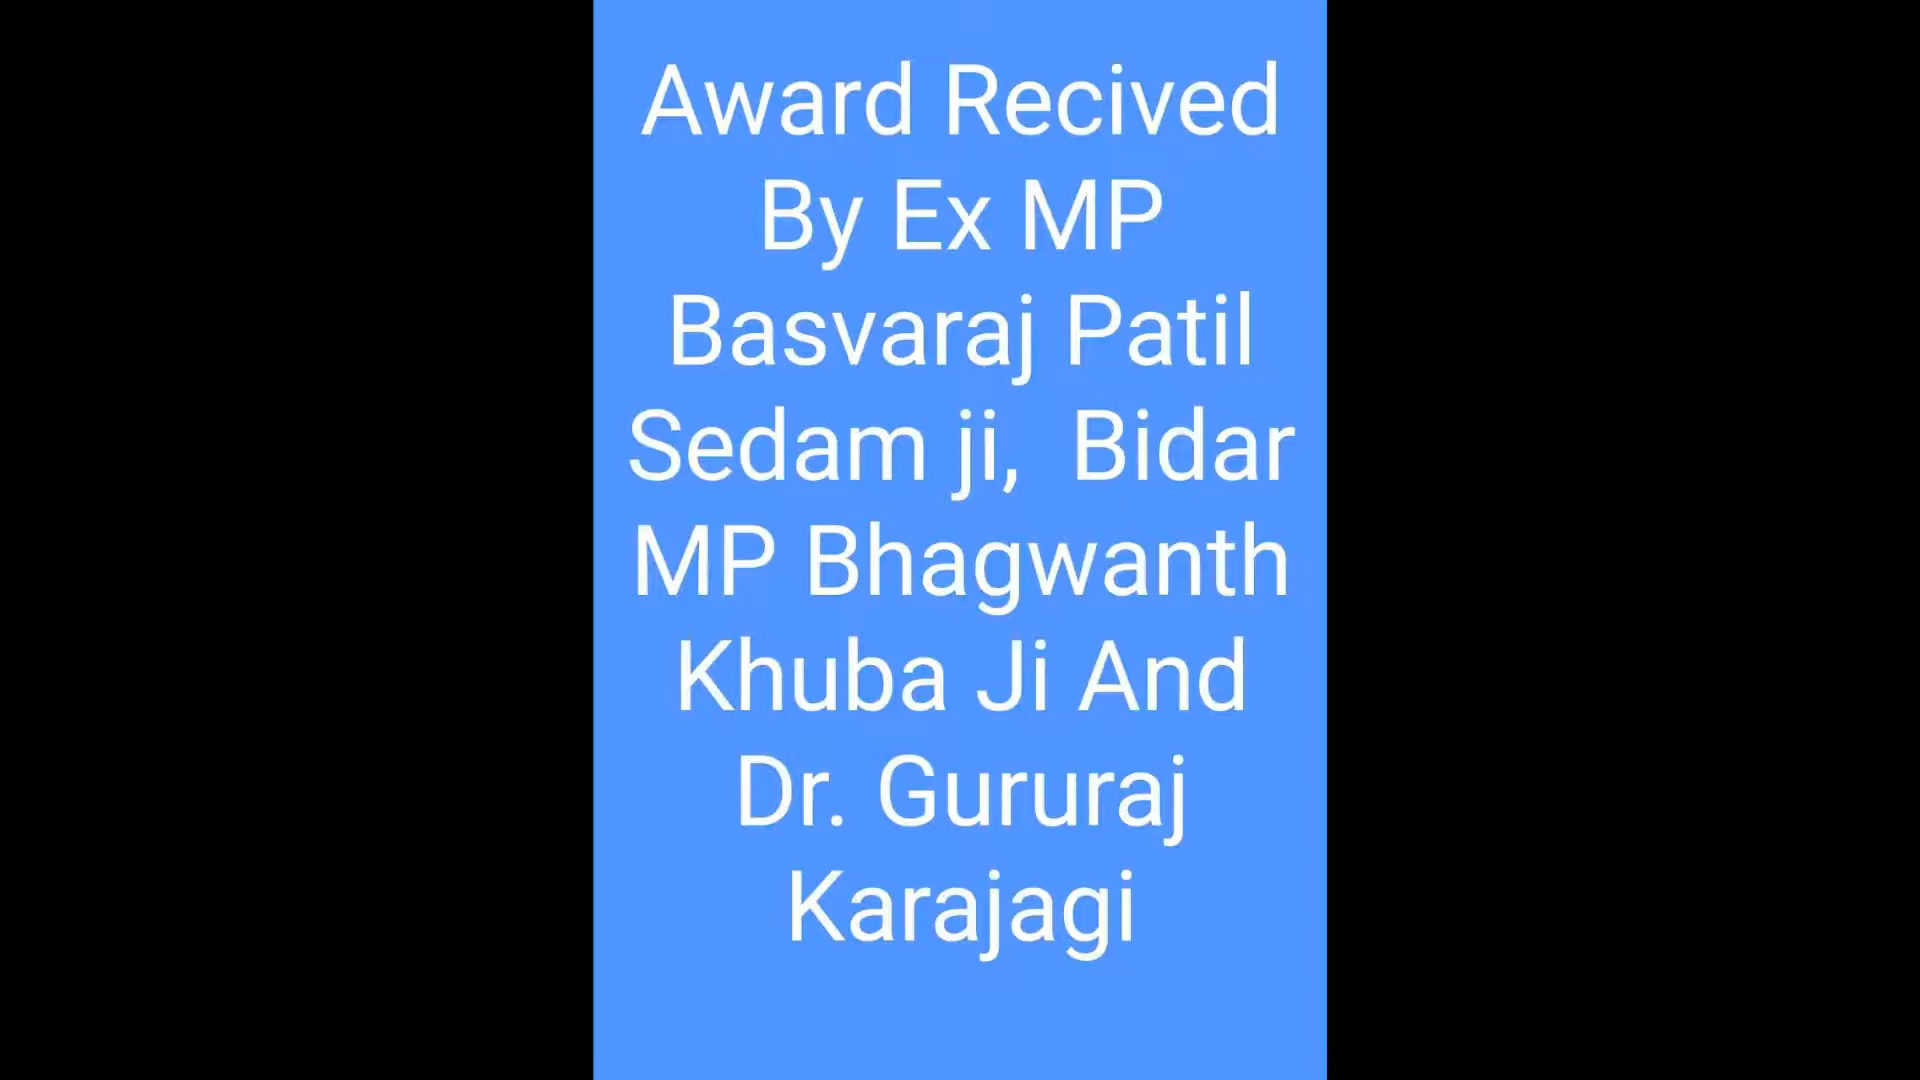 Award Recived
By Ex MP
Basvaraj Patil
Sedam ji,  Bidar
MP Bhagwanth
Khuba Ji And
Dr. Gururaj
Karajagi